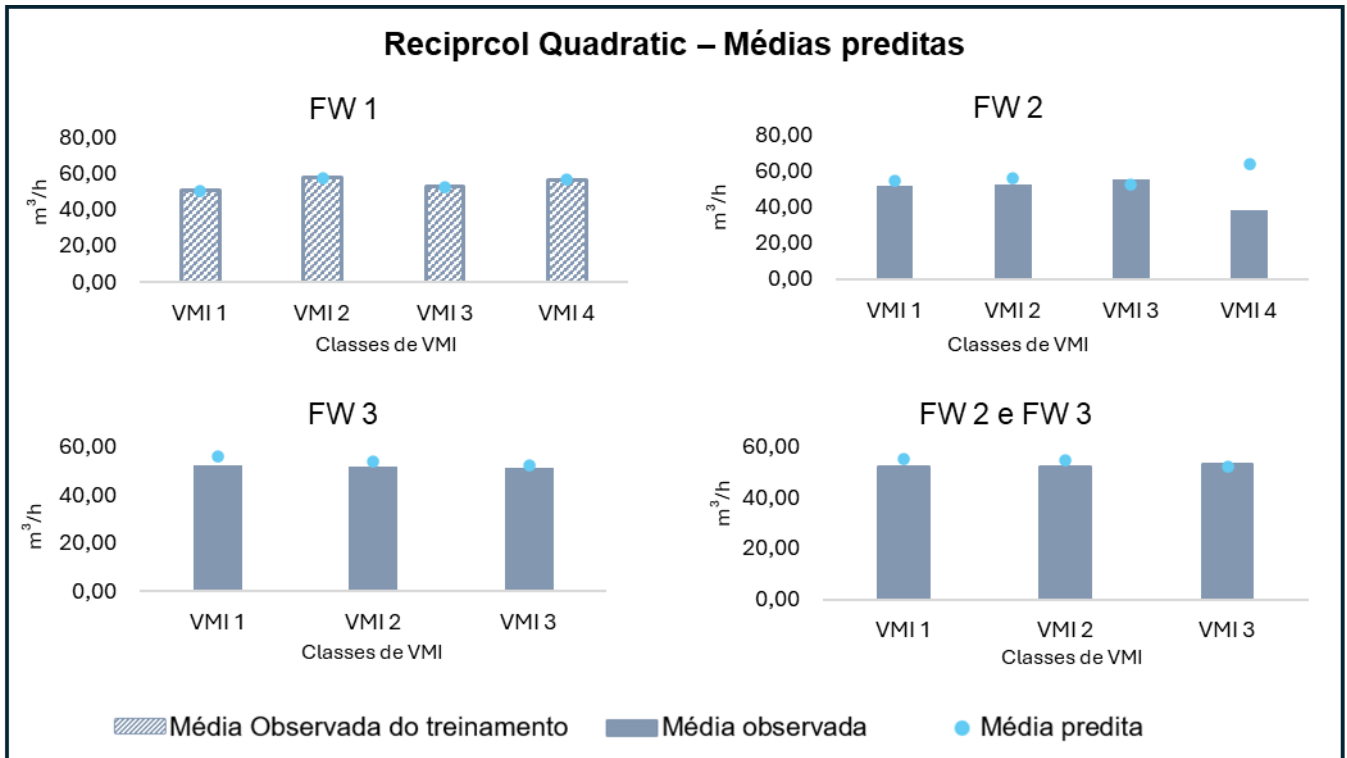 Reciprcol Quadratic – Médias preditas
FW 1
80,00
60,00
40,00
20,00
0,00
m³/h
VMI 1 VMI 2 VMI 3 VMI 4
Classes de VMI
FW 2
80,00
60,00
40,00
20,00
0,00
m³/h
VMI 1 VMI 2 VMI 3 VMI 4
Classes de VMI
FW 3
60,00
40,00
20,00
0,00
m³/h
VMI 1 VMI 2 VMI 3
Classes de VMI
FW 2 e FW 3
60,00
40,00
20,00
0,00
m³/h
VMI 1 VMI 2 VMI 3
Classes de VMI
Média Observada do treinamento Média observada Média predita